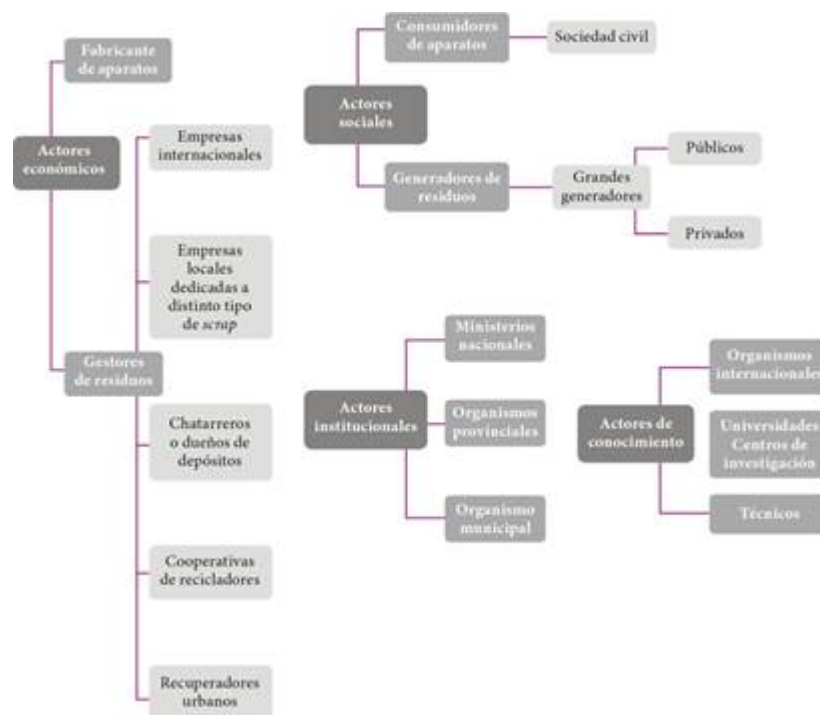 Fabricante
de aparatos
Actores
económicos
Empresas
internacionales
Empresas
locales
dedicadas a
distinto tipo
de scrap
Gestores
de residuos
Chatarreros
o dueños de
depósitos
Cooperativas
de recicladores
Recuperadores
urbanos
Consumidores
de aparatos
Sociedad civil
Actores
sociales
Generadores de
residuos
Grandes
generadores
Públicos
Privados
Ministerios
nacionales
Actores
institucionales
Organismos
provinciales
Organismo
municipal
Organismos
internacionales
Actores de
conocimiento
Universidades
Centros de
investigación
Técnicos